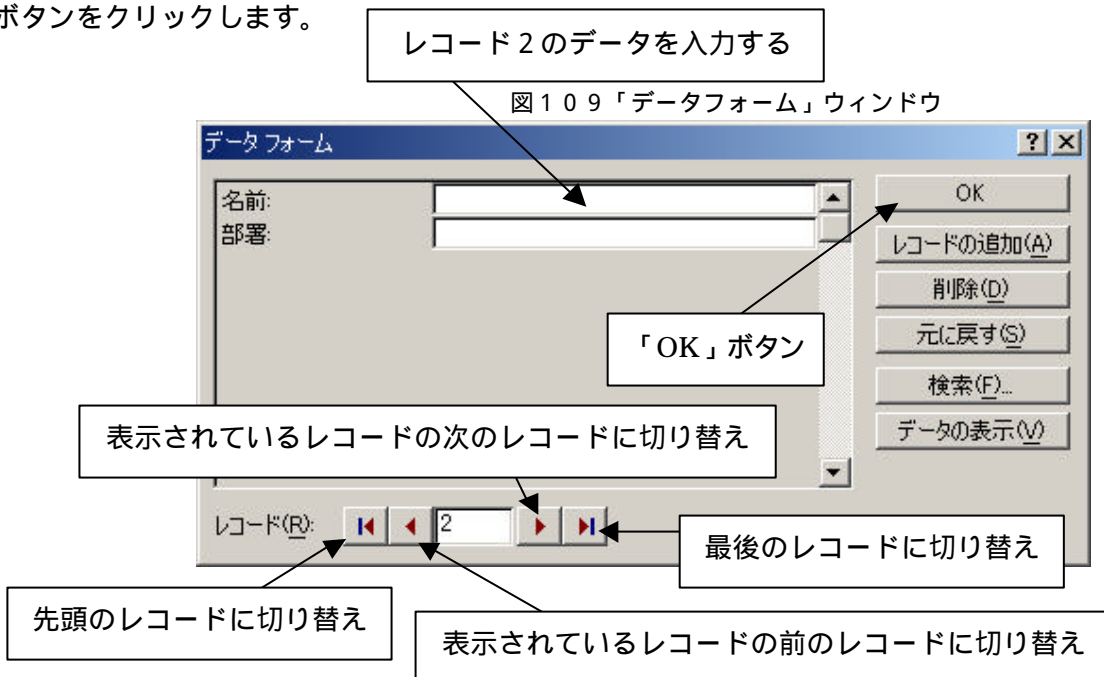 ボタンをクリックします。
レコード２のデータを入力する
図１０９「データフォーム」ウィンドウ
データ フォーム
名前:
部署:
OK
レコードの追加(A)
削除(D)
元に戻す(S)
検索(F)...
データの表示(V)
「OK」ボタン
表示されているレコードの次のレコードに切り替え
レコード(R):
2
最後のレコードに切り替え
先頭のレコードに切り替え
表示されているレコードの前のレコードに切り替え